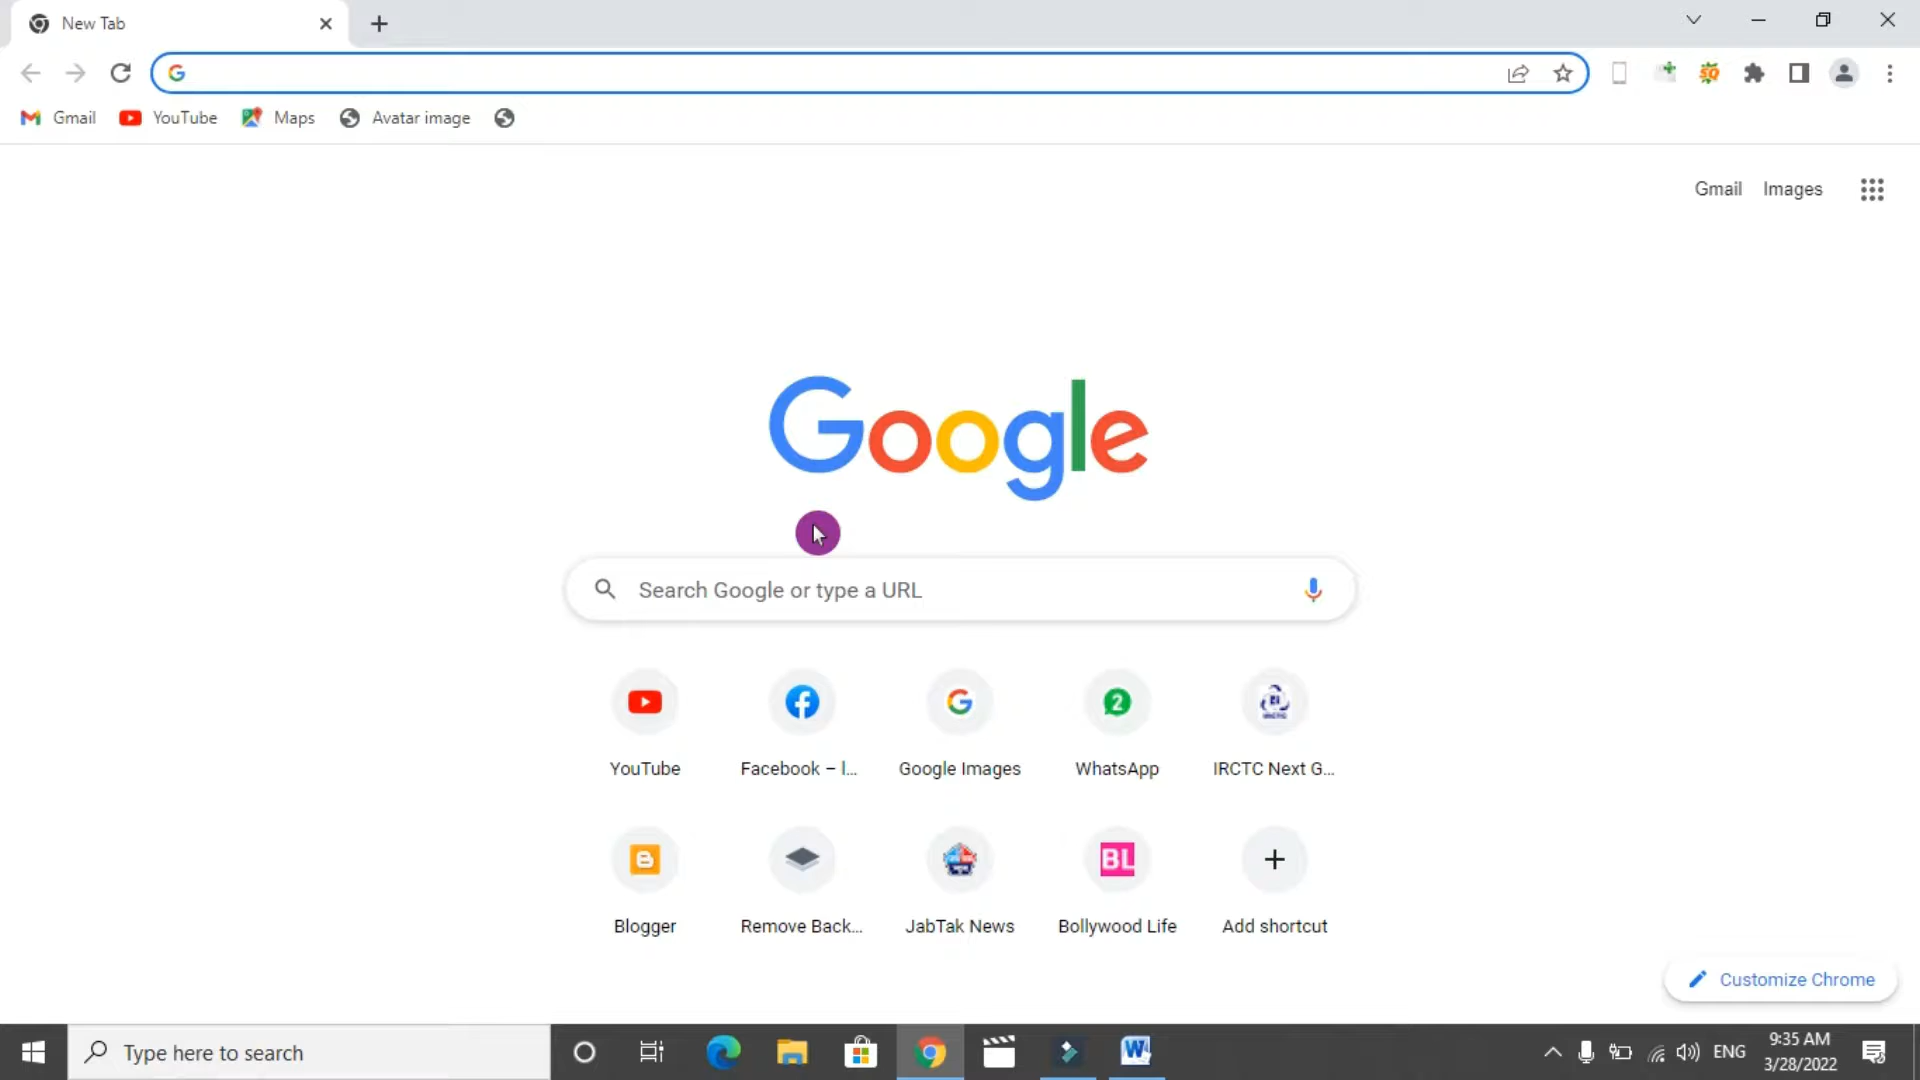 New Tab
Gmail YouTube Maps Avatar image
Gmail Images
Google
Search Google or type a URL
YouTube Facebook – l... Google Images WhatsApp IRCTC Next G...
Blogger Remove Back... JabTak News Bollywood Life Add shortcut
Customize Chrome
Type here to search
ENG
9:35 AM
3/28/2022